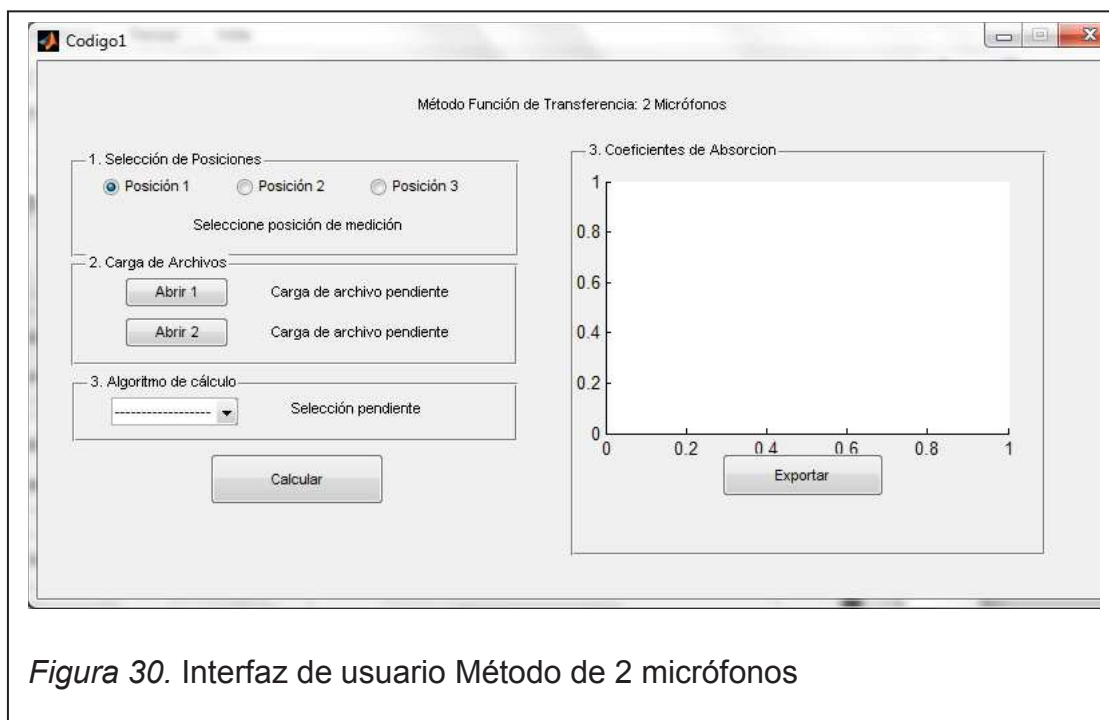 Codigo1
Método Función de Transferencia: 2 Micrófonos
1. Selección de Posiciones
Posición 1 Posición 2 Posición 3
Seleccione posición de medición
2. Carga de Archivos
Abrir 1 Carga de archivo pendiente
Abrir 2 Carga de archivo pendiente
3. Algoritmo de cálculo
----------------- Selección pendiente
Calcular
3. Coeficientes de Absorcion
1
0.8
0.6
0.4
0.2
0
0 0.2 0.4 0.6 0.8 1
Exportar
Figura 30. Interfaz de usuario Método de 2 micrófonos